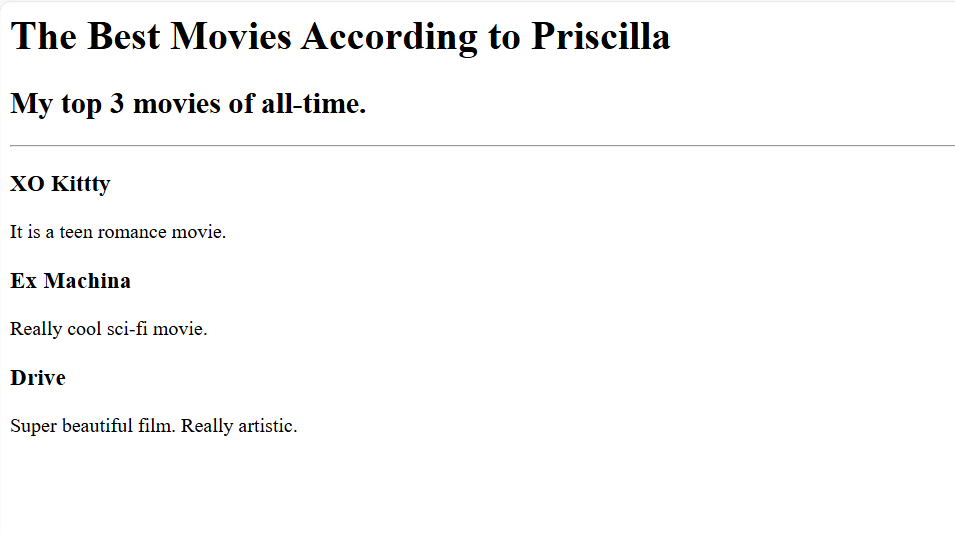 The Best Movies According to Priscilla
My top 3 movies of all-time.
XO Kittty
It is a teen romance movie.
Ex Machina
Really cool sci-fi movie.
Drive
Super beautiful film. Really artistic.